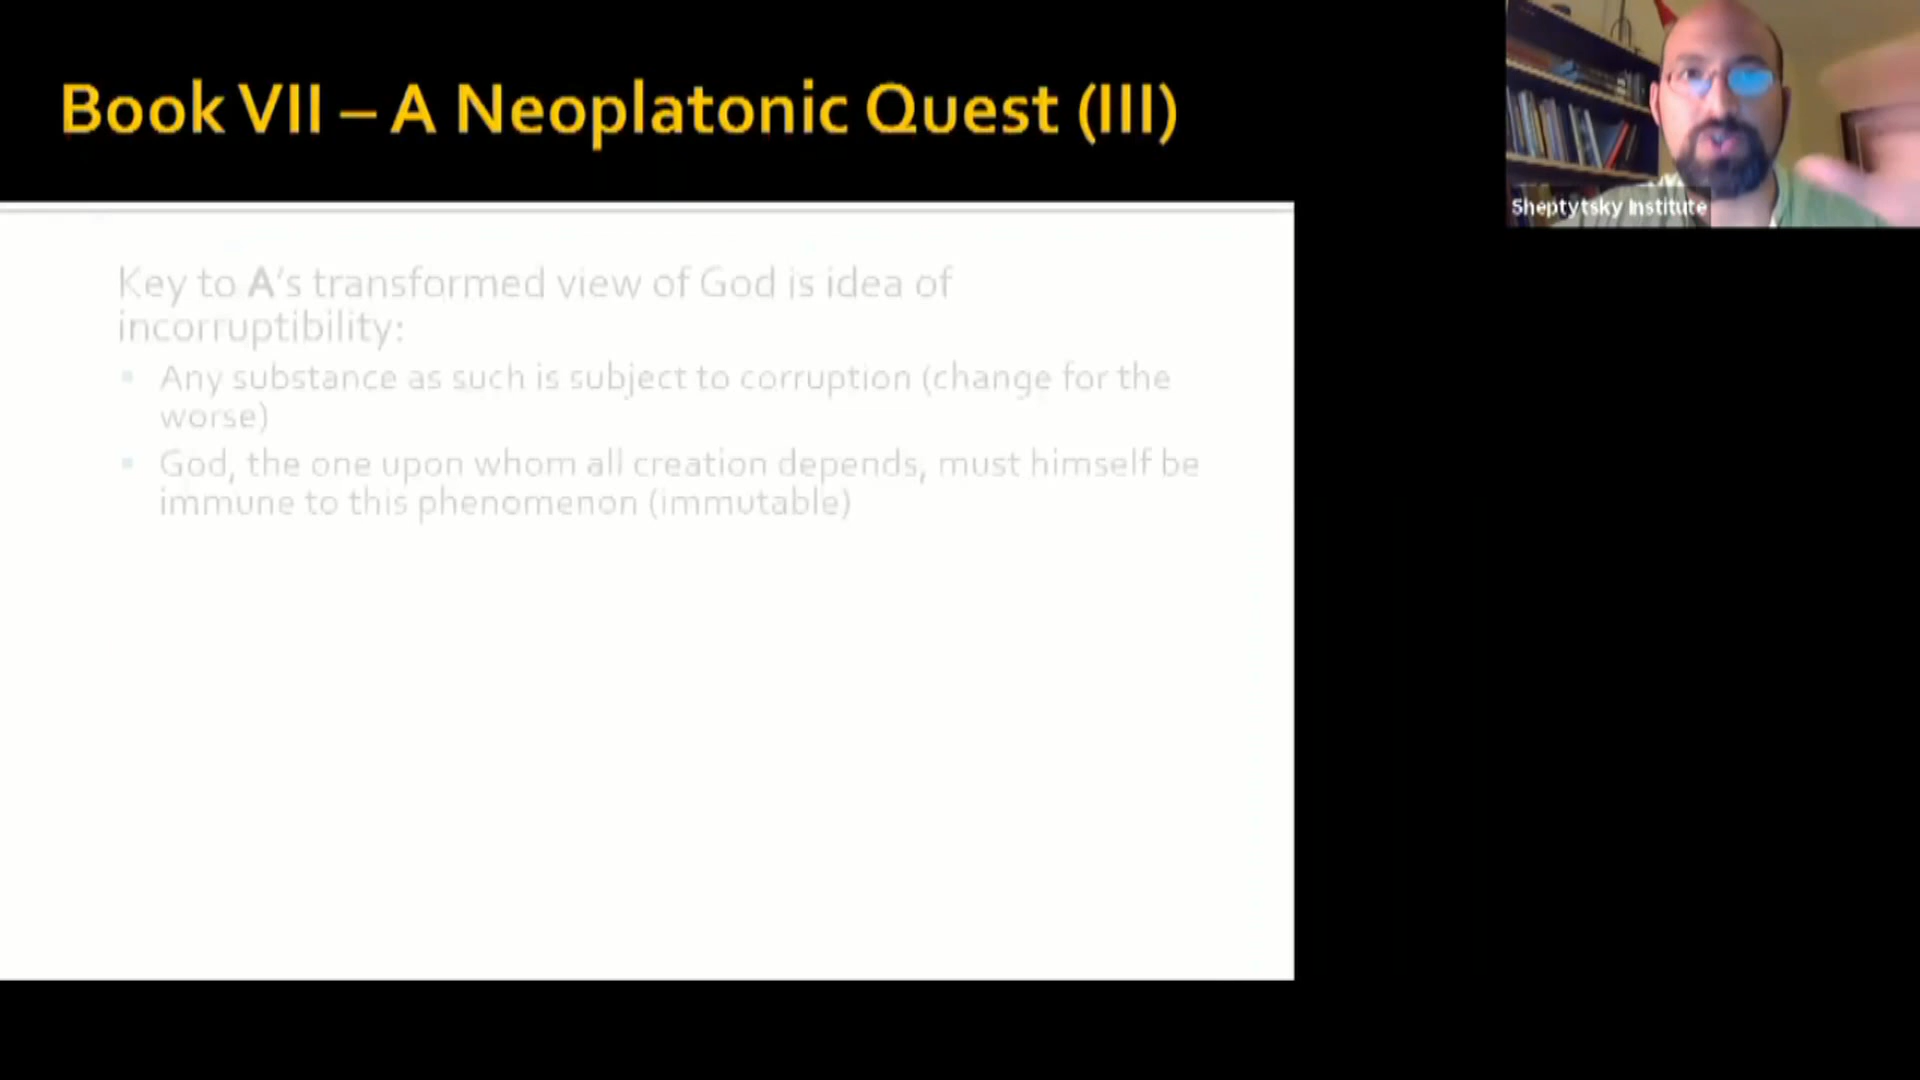 Book VII – A Neoplatonic Quest (III)
Sheptytsky Institute
Key to A's transformed view of God is idea of
incorruptibility:
Any substance as such is subject to corruption (change for the
worse)
God, the one upon whom all creation depends, must himself be
immune to this phenomenon (immutable)